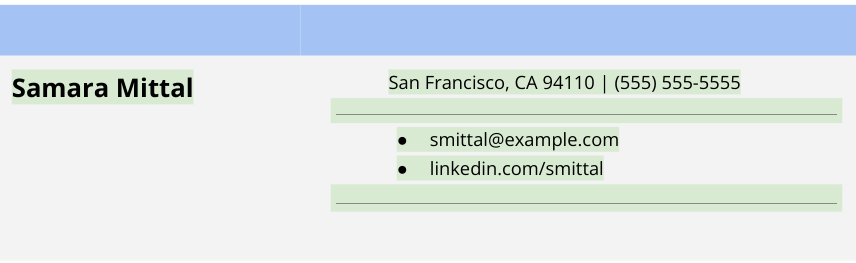 Samara Mittal
San Francisco, CA 94110 | (555) 555-5555
● smittal@example.com
● linkedin.com/smittal